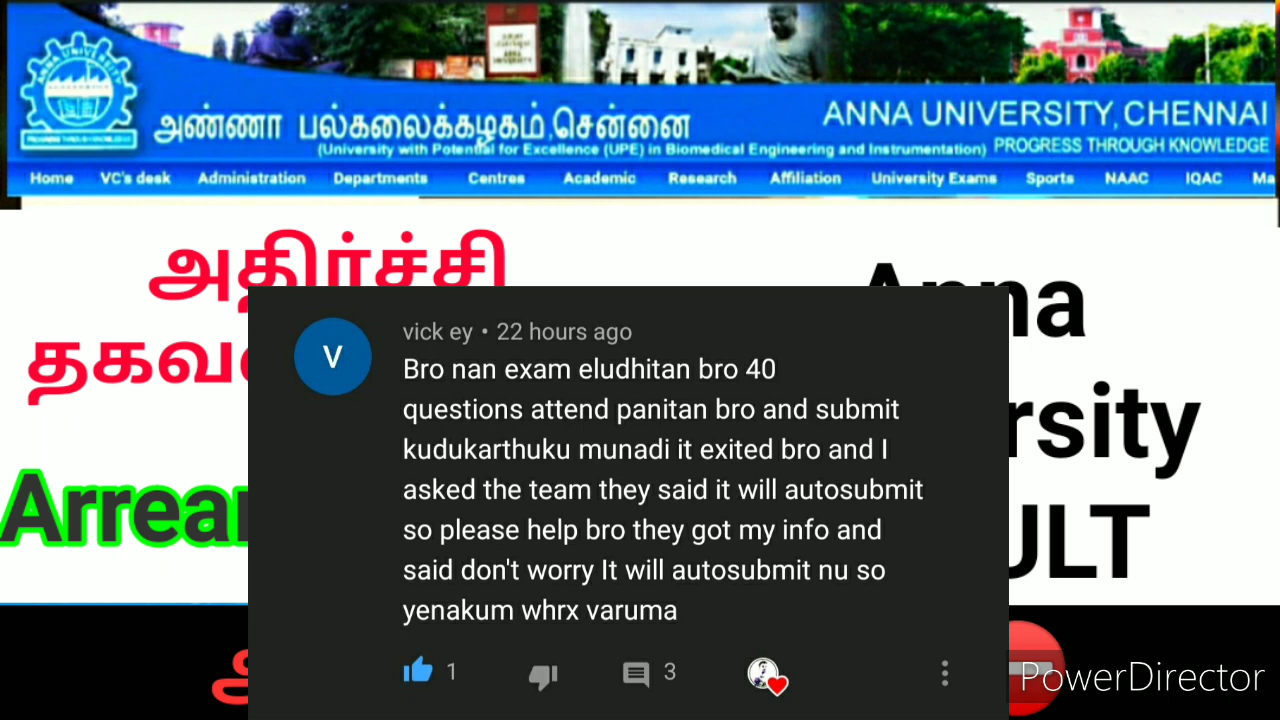 அண்ணா பல்கலைக்கழகம்,சென்னை
ANNA UNIVERSITY, CHENNAI
(University with Potential for Excellence (UPE) in Biomedical Engineering and Instrumentation)
PROGRESS THROUGH KNOWLEDGE
Home VC's desk Administration Departments Centres Academic Research Affiliation University Exams Sports NAAC IQAC Ma
அதிர்ச்சி
Anna
vick ey • 22 hours ago
Bro nan exam eludhitan bro 40
questions attend panitan bro and submit
kudukarthuku munadi it exited bro and I
asked the team they said it will autosubmit
so please help bro they got my info and
said don't worry It will autosubmit nu so
yenakum whrx varuma
V
தகவ
Arrear
rsity
ULT
1
3
PowerDirector